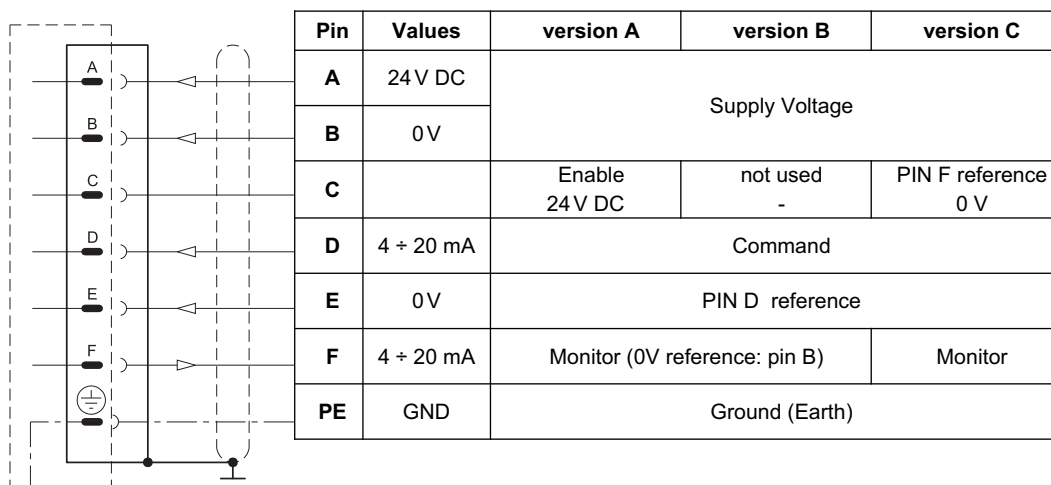 Pin Values version A version B version C
A 24 V DC
Supply Voltage
B 0 V
C Enable not used PIN F reference
24 V DC - 0 V
D 4 ÷ 20 mA Command
E 0 V PIN D reference
F 4 ÷ 20 mA Monitor (0V reference: pin B) Monitor
PE GND Ground (Earth)
A
B
C
D
E
F